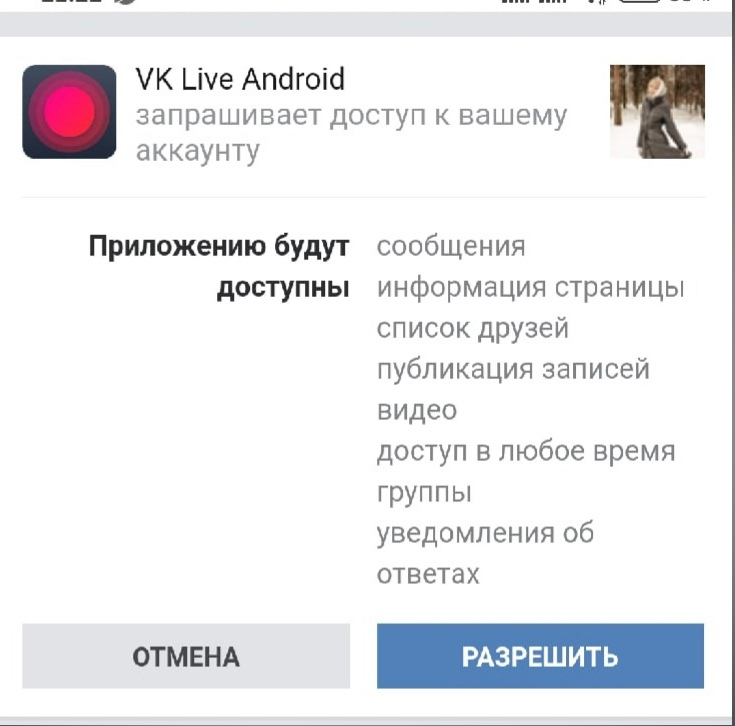 VK Live Android
запрашивает доступ к вашему
аккаунту
Приложению будут
доступны
сообщения
информация страницы
список друзей
публикация записей
видео
доступ в любое время
группы
уведомления об
ответах
ОТМЕНА
РАЗРЕШИТЬ